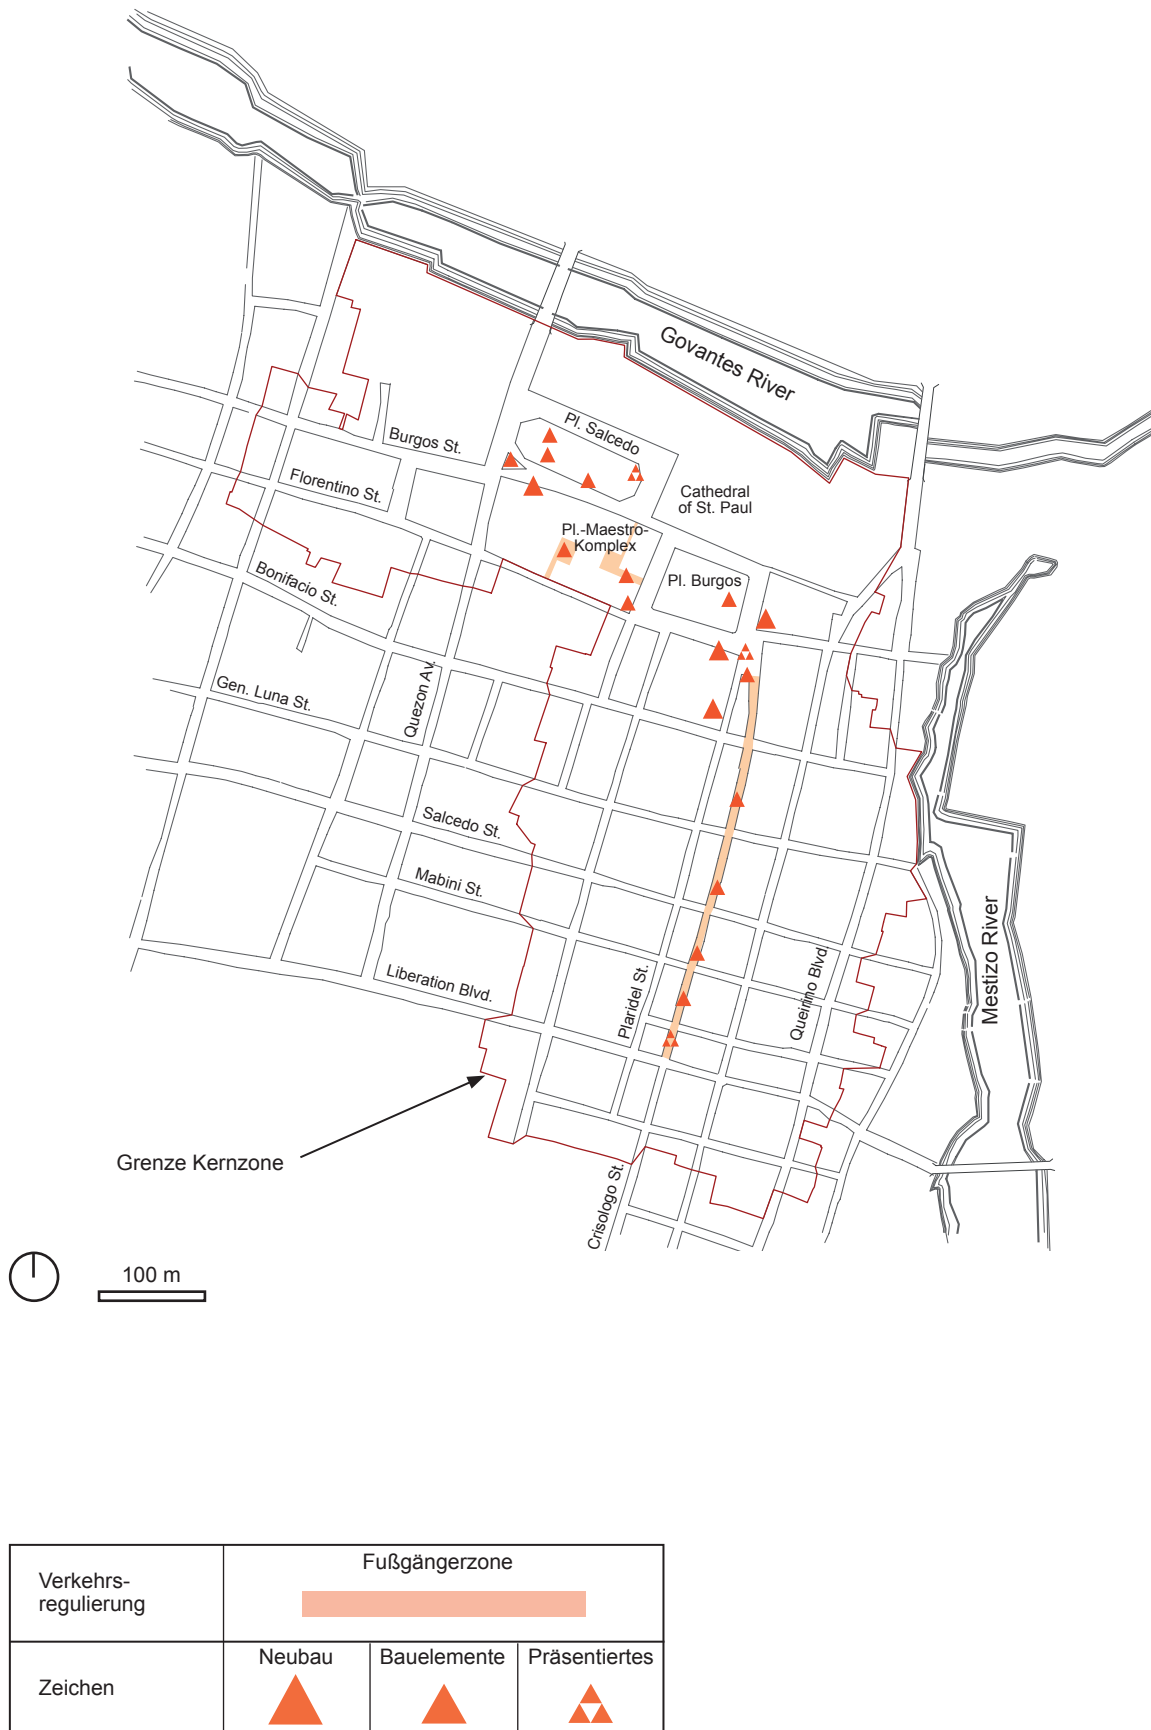 Govantes River
Pl. Salcedo
Burgos St.
Florentino St.
Cathedral
of St. Paul
Pl.-Maestro-
Komplex
Bonifacio St.
Pl. Burgos
Gen. Luna St.
Quezon Av.
Salcedo St.
Mabini St.
Liberation Blvd.
Plaridel St.
Queirino Blvd.
Mestizo River
Grenze Kernzone
Crisologo St.
100 m
Verkehrs-
regulierung
Fußgängerzone
Zeichen
Neubau
Bauelemente
Präsentiertes